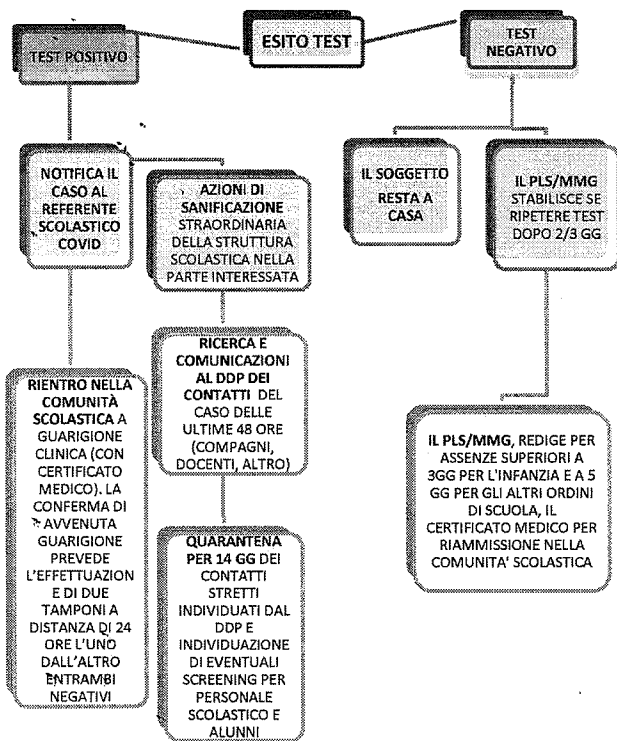 ESITO TEST
TEST POSITIVO
TEST
NEGATIVO
NOTIFICA IL
CASO AL
REFERENTE
SCOLASTICO
COVID
AZIONI DI
SANIFICAZIONE
STRAORDINARIA
DELLA STRUTTURA
SCOLASTICA NELLA
PARTE INTERESSATA
IL SOGGETTO
RESTA A
CASA
IL PLS/MMG
STABILISCE SE
RIPETERE TEST
DOPO 2/3 GG
RIENTRO NELLA
COMUNITÀ
SCOLASTICA A
GUARIGIONE
CLINICA (CON
CERTIFICATO
MEDICO). LA
CONFERMA DI
AVVENUTA
GUARIGIONE
PREVEDE
L'EFFETTUAZION
E DI DUE
TAMPONI A
DISTANZA DI 24
ORE L'UNO
DALL'ALTRO
ENTRAMBI
NEGATIVI
RICERCA E
COMUNICAZIONI
AL DDP DEI
CONTATTI DEL
CASO DELLE
ULTIME 48 ORE
(COMPAGNI,
DOCENTI, ALTRO)
QUARANTENA
PER 14 GG DEI
CONTATTI
STRETTI
INDIVIDUATI DAL
DDP E
INDIVIDUAZIONE
DI EVENTUALI
SCREENING PER
PERSONALE
SCOLASTICO E
ALUNNI
IL PLS/MMG, REDIGE PER
ASSENZE SUPERIORI A
3GG PER L'INFANZIA E A 5
GG PER GLI ALTRI ORDINI
DI SCUOLA, IL
CERTIFICATO MEDICO PER
RIAMMISSIONE NELLA
COMUNITA' SCOLASTICA